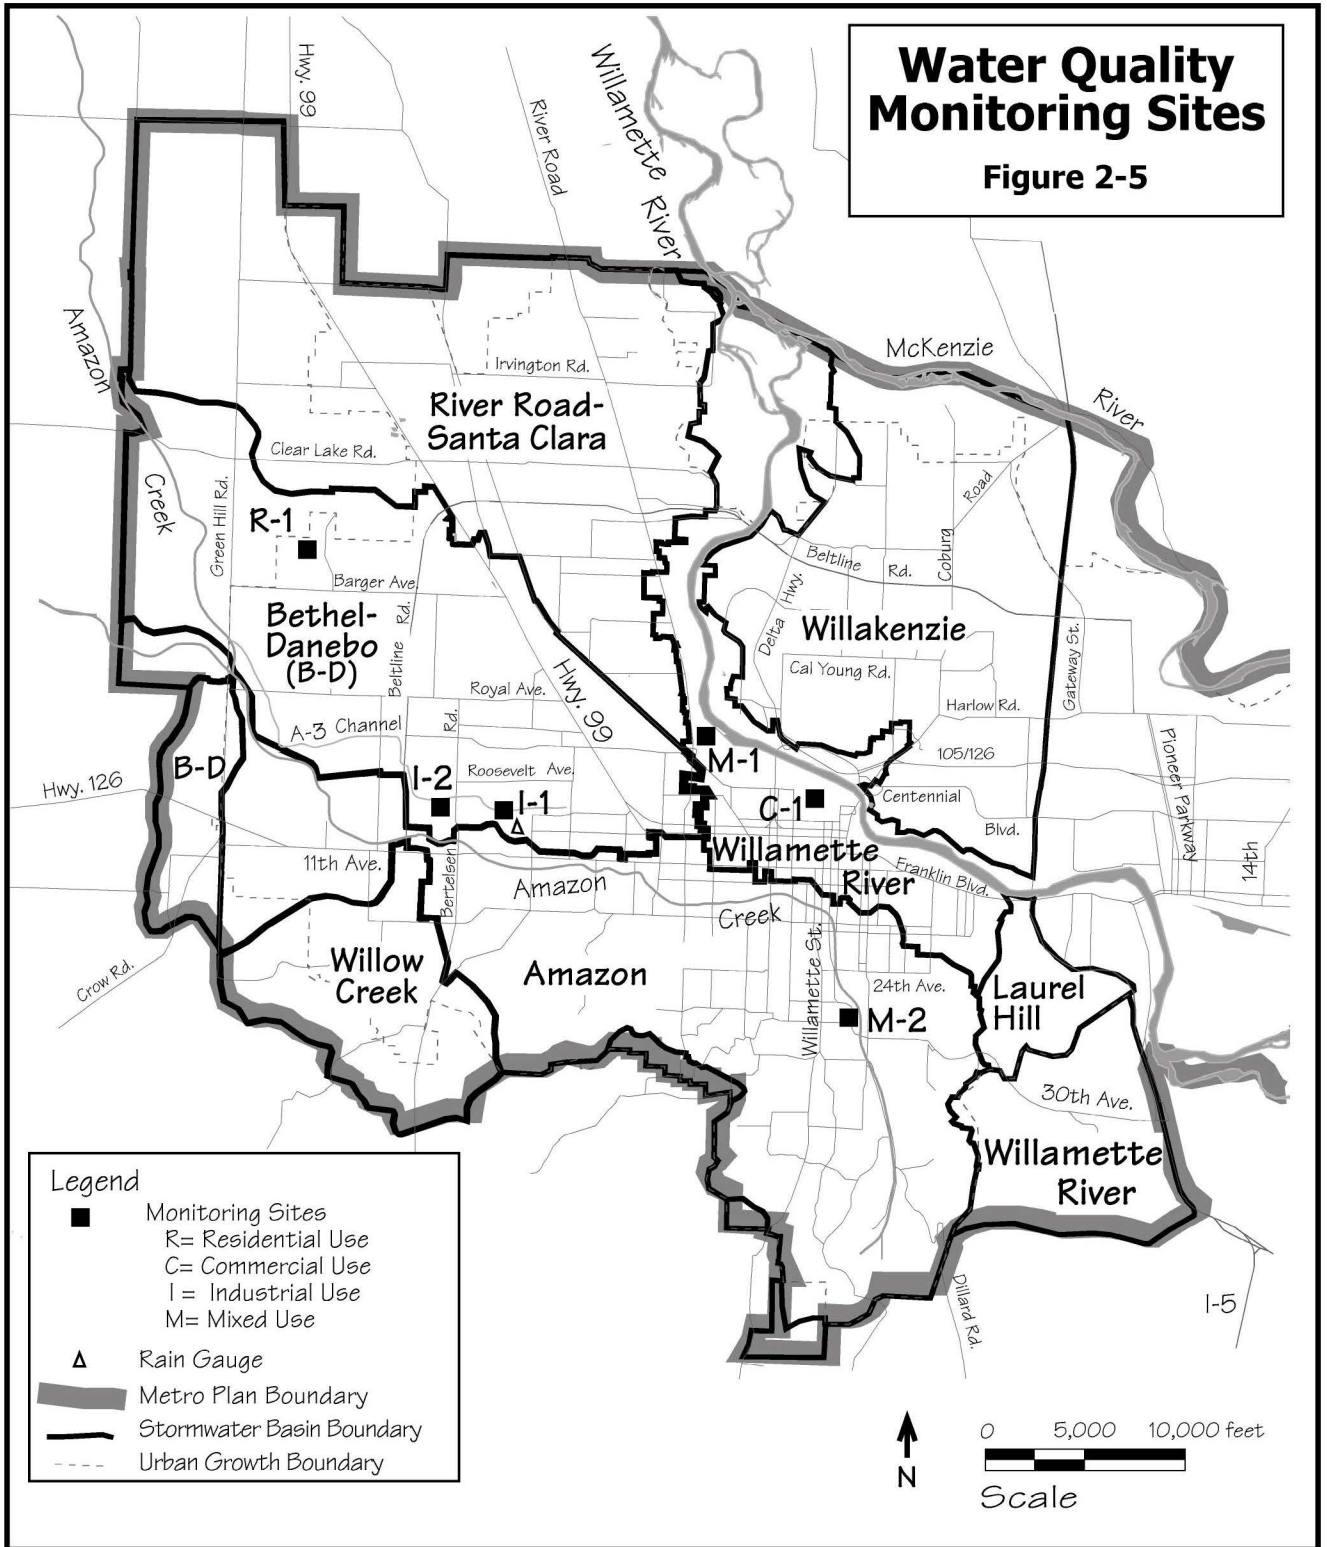 Water Quality
Monitoring Sites
Figure 2-5
Hwy. 99
River Road
Willamette River
Amazon
Creek
McKenzie
River
Irvington Rd.
River Road-
Santa Clara
Clear Lake Rd.
Green Hill Rd.
R-1
Barger Ave.
Beltline Rd.
Coburg
Road
Beltline Rd.
Delta Hwy.
Bethel-
Danebo
(B-D)
Willakenzie
Cal Young Rd.
Gateway St.
Hwy. 99
Royal Ave.
Harlow Rd.
A-3 Channel
Rd.
M-1
105/126
Pioneer Parkway
B-D
Hwy. 126
I-2
Roosevelt Ave.
I-1
C-1
Centennial
Blvd.
Willamette
River
Franklin Blvd.
14th
11th Ave.
Bertelsen
Amazon
Creek
Willamette St.
Crow Rd.
Willow
Creek
Amazon
24th Ave.
Laurel
Hill
M-2
30th Ave.
Willamette
River
Dillard Rd.
I-5
Legend
Monitoring Sites
R= Residential Use
C= Commercial Use
I = Industrial Use
M= Mixed Use
Rain Gauge
Metro Plan Boundary
Stormwater Basin Boundary
Urban Growth Boundary
N
0 5,000 10,000 feet
Scale